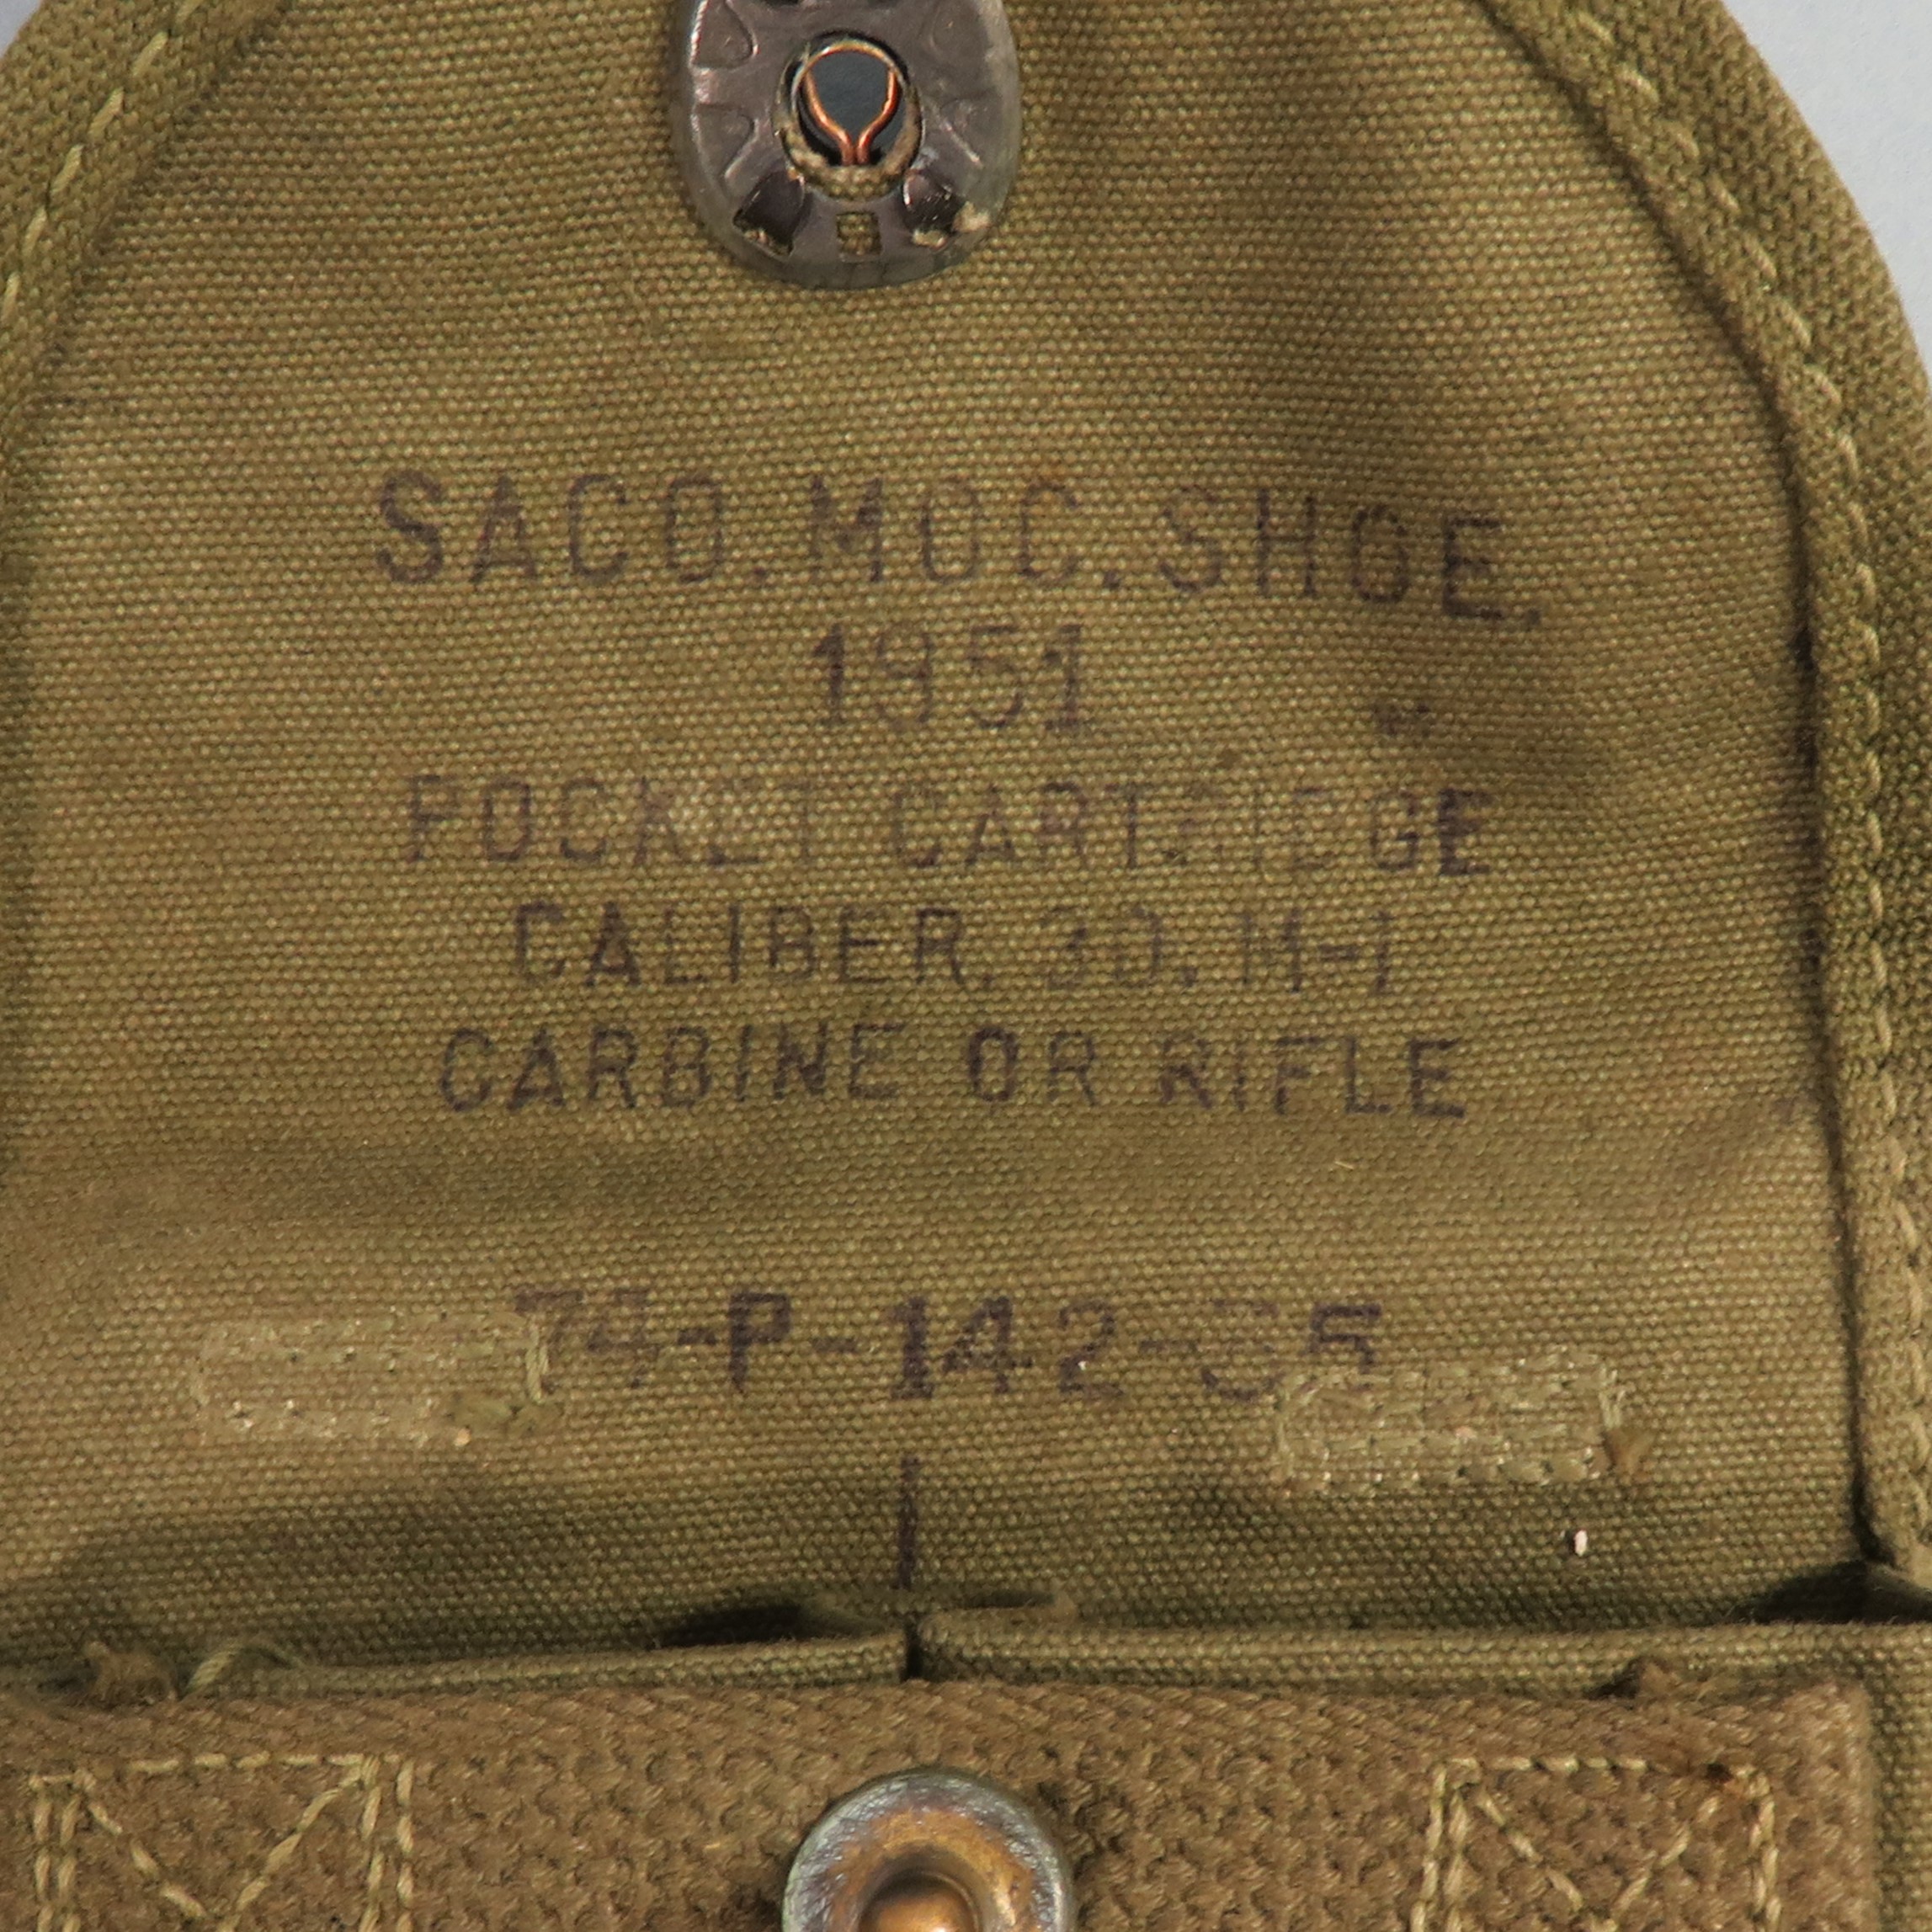 SACO. MOC. SHOE.
1951
POCKET CARTRIDGE
CALIBER. 30. M-1
CARBINE OR RIFLE
74-P-142-35